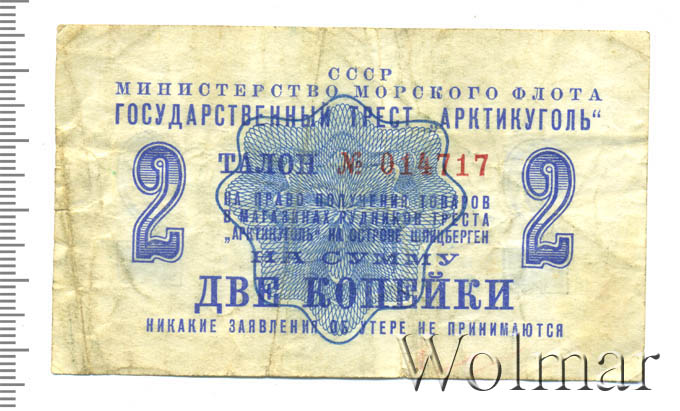 СССР
МИНИСТЕРСТВО МОРСКОГО ФЛОТА
ГОСУДАРСТВЕННЫЙ ТРЕСТ „АРКТИКУГОЛЬ“
2 ТАЛОН № 014717 2
НА ПРАВО ПОЛУЧЕНИЯ ТОВАРОВ
В МАГАЗИНАХ РУДНИКОВ ТРЕСТА
„АРКТИКУГОЛЬ“ НА ОСТРОВЕ ШПИЦБЕРГЕН
НА СУММУ
ДВЕ КОПЕЙКИ
НИКАКИЕ ЗАЯВЛЕНИЯ ОБ УТЕРЕ НЕ ПРИНИМАЮТСЯ
Wolmar